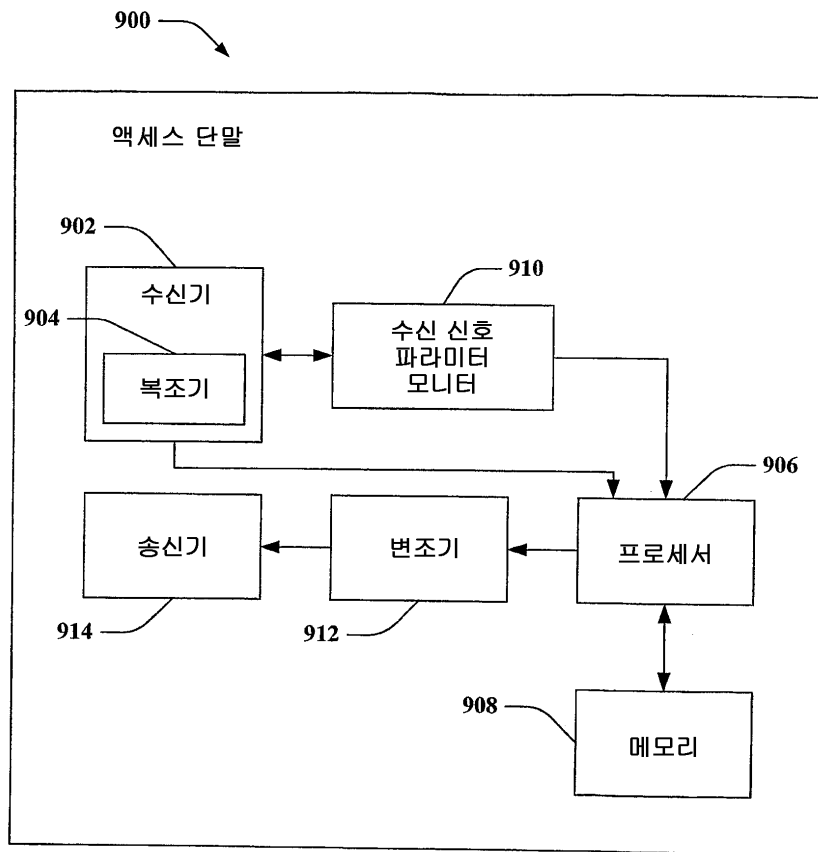 900
액세스 단말
902
수신기
904
복조기
910
수신 신호
파라미터
모니터
906
프로세서
송신기
914
변조기
912
908
메모리